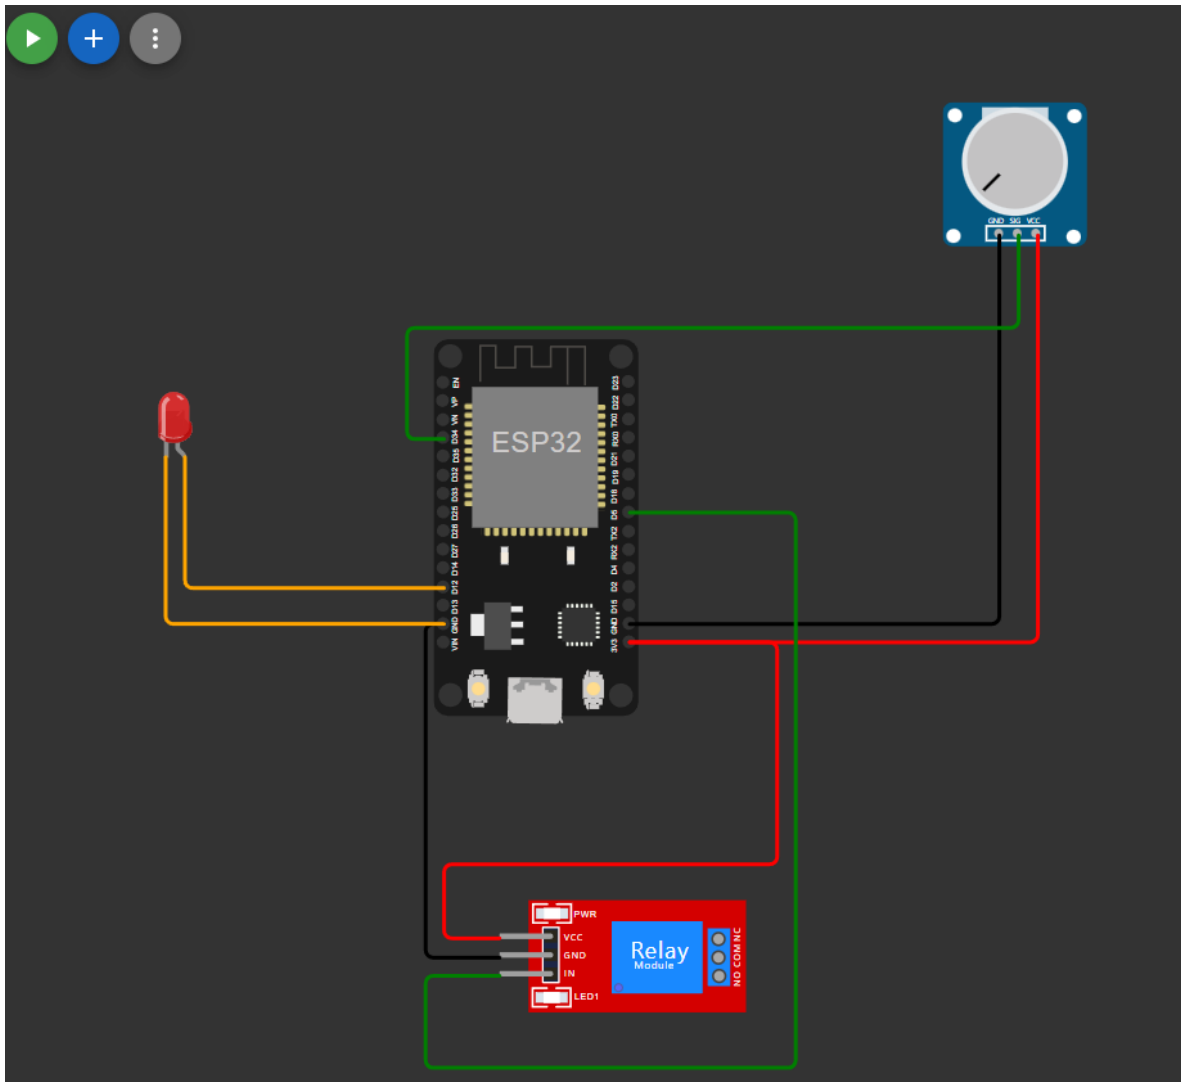 GND SIG VCC
ESP32
EN
VP
VN
D34
D35
D32
D33
D25
D26
D27
D14
D12
D13
GND
VIN
D23
D22
TX0
RX0
D21
D19
D18
D5
TX2
RX2
D4
D2
D15
GND
3V3
PWR
VCC
GND
IN
LED1
Relay
Module
NO COM NC